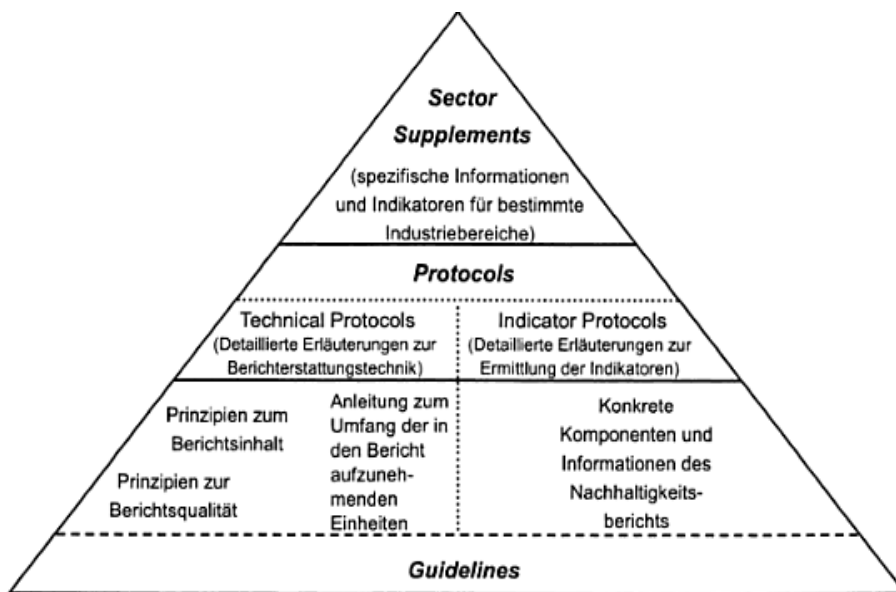 Sector
Supplements
(spezifische Informationen
und Indikatoren für bestimmte
Industriebereiche)
Protocols
Technical Protocols
(Detaillierte Erläuterungen zur
Berichterstattungstechnik)
Indicator Protocols
(Detaillierte Erläuterungen zur
Ermittlung der Indikatoren)
Prinzipien zum
Berichtsinhalt
Prinzipien zur
Berichtsqualität
Anleitung zum
Umfang der in
den Bericht
aufzuneh-
menden
Einheiten
Konkrete
Komponenten und
Informationen des
Nachhaltigkeits-
berichts
Guidelines